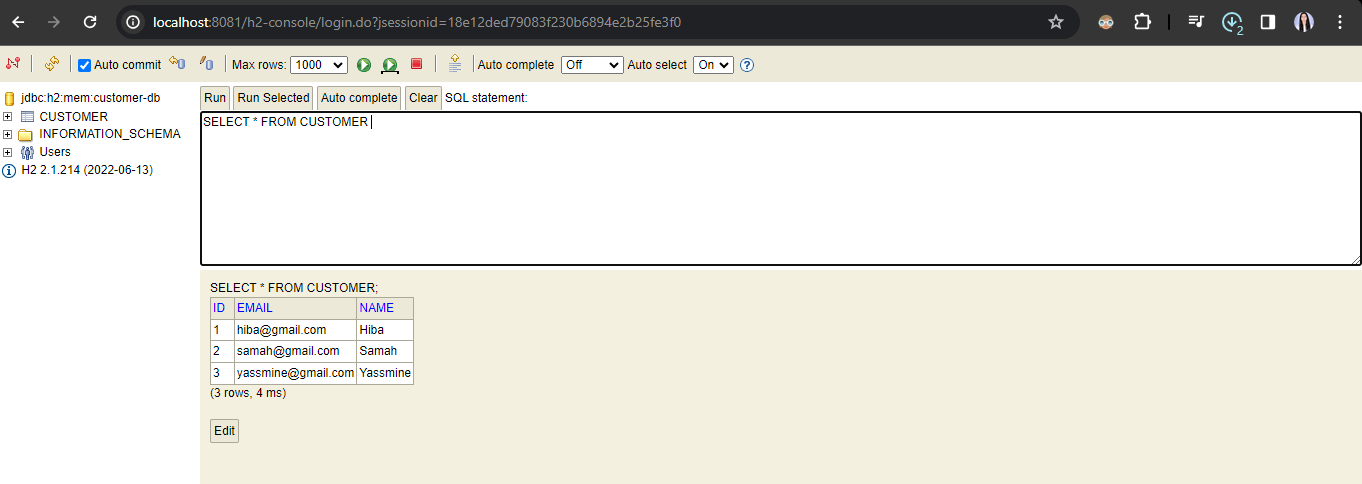 localhost:8081/h2-console/login.do?jsessionid=18e12ded79083f230b6894e2b25fe3f0
2
Auto commit Max rows: 1000 Auto complete Off Auto select On ?
jdbc:h2:mem:customer-db
CUSTOMER
INFORMATION_SCHEMA
Users
H2 2.1.214 (2022-06-13)
Run Run Selected Auto complete Clear SQL statement:
SELECT * FROM CUSTOMER
SELECT * FROM CUSTOMER;
ID EMAIL NAME
1 hiba@gmail.com Hiba
2 samah@gmail.com Samah
3 yassmine@gmail.com Yassmine
(3 rows, 4 ms)
Edit